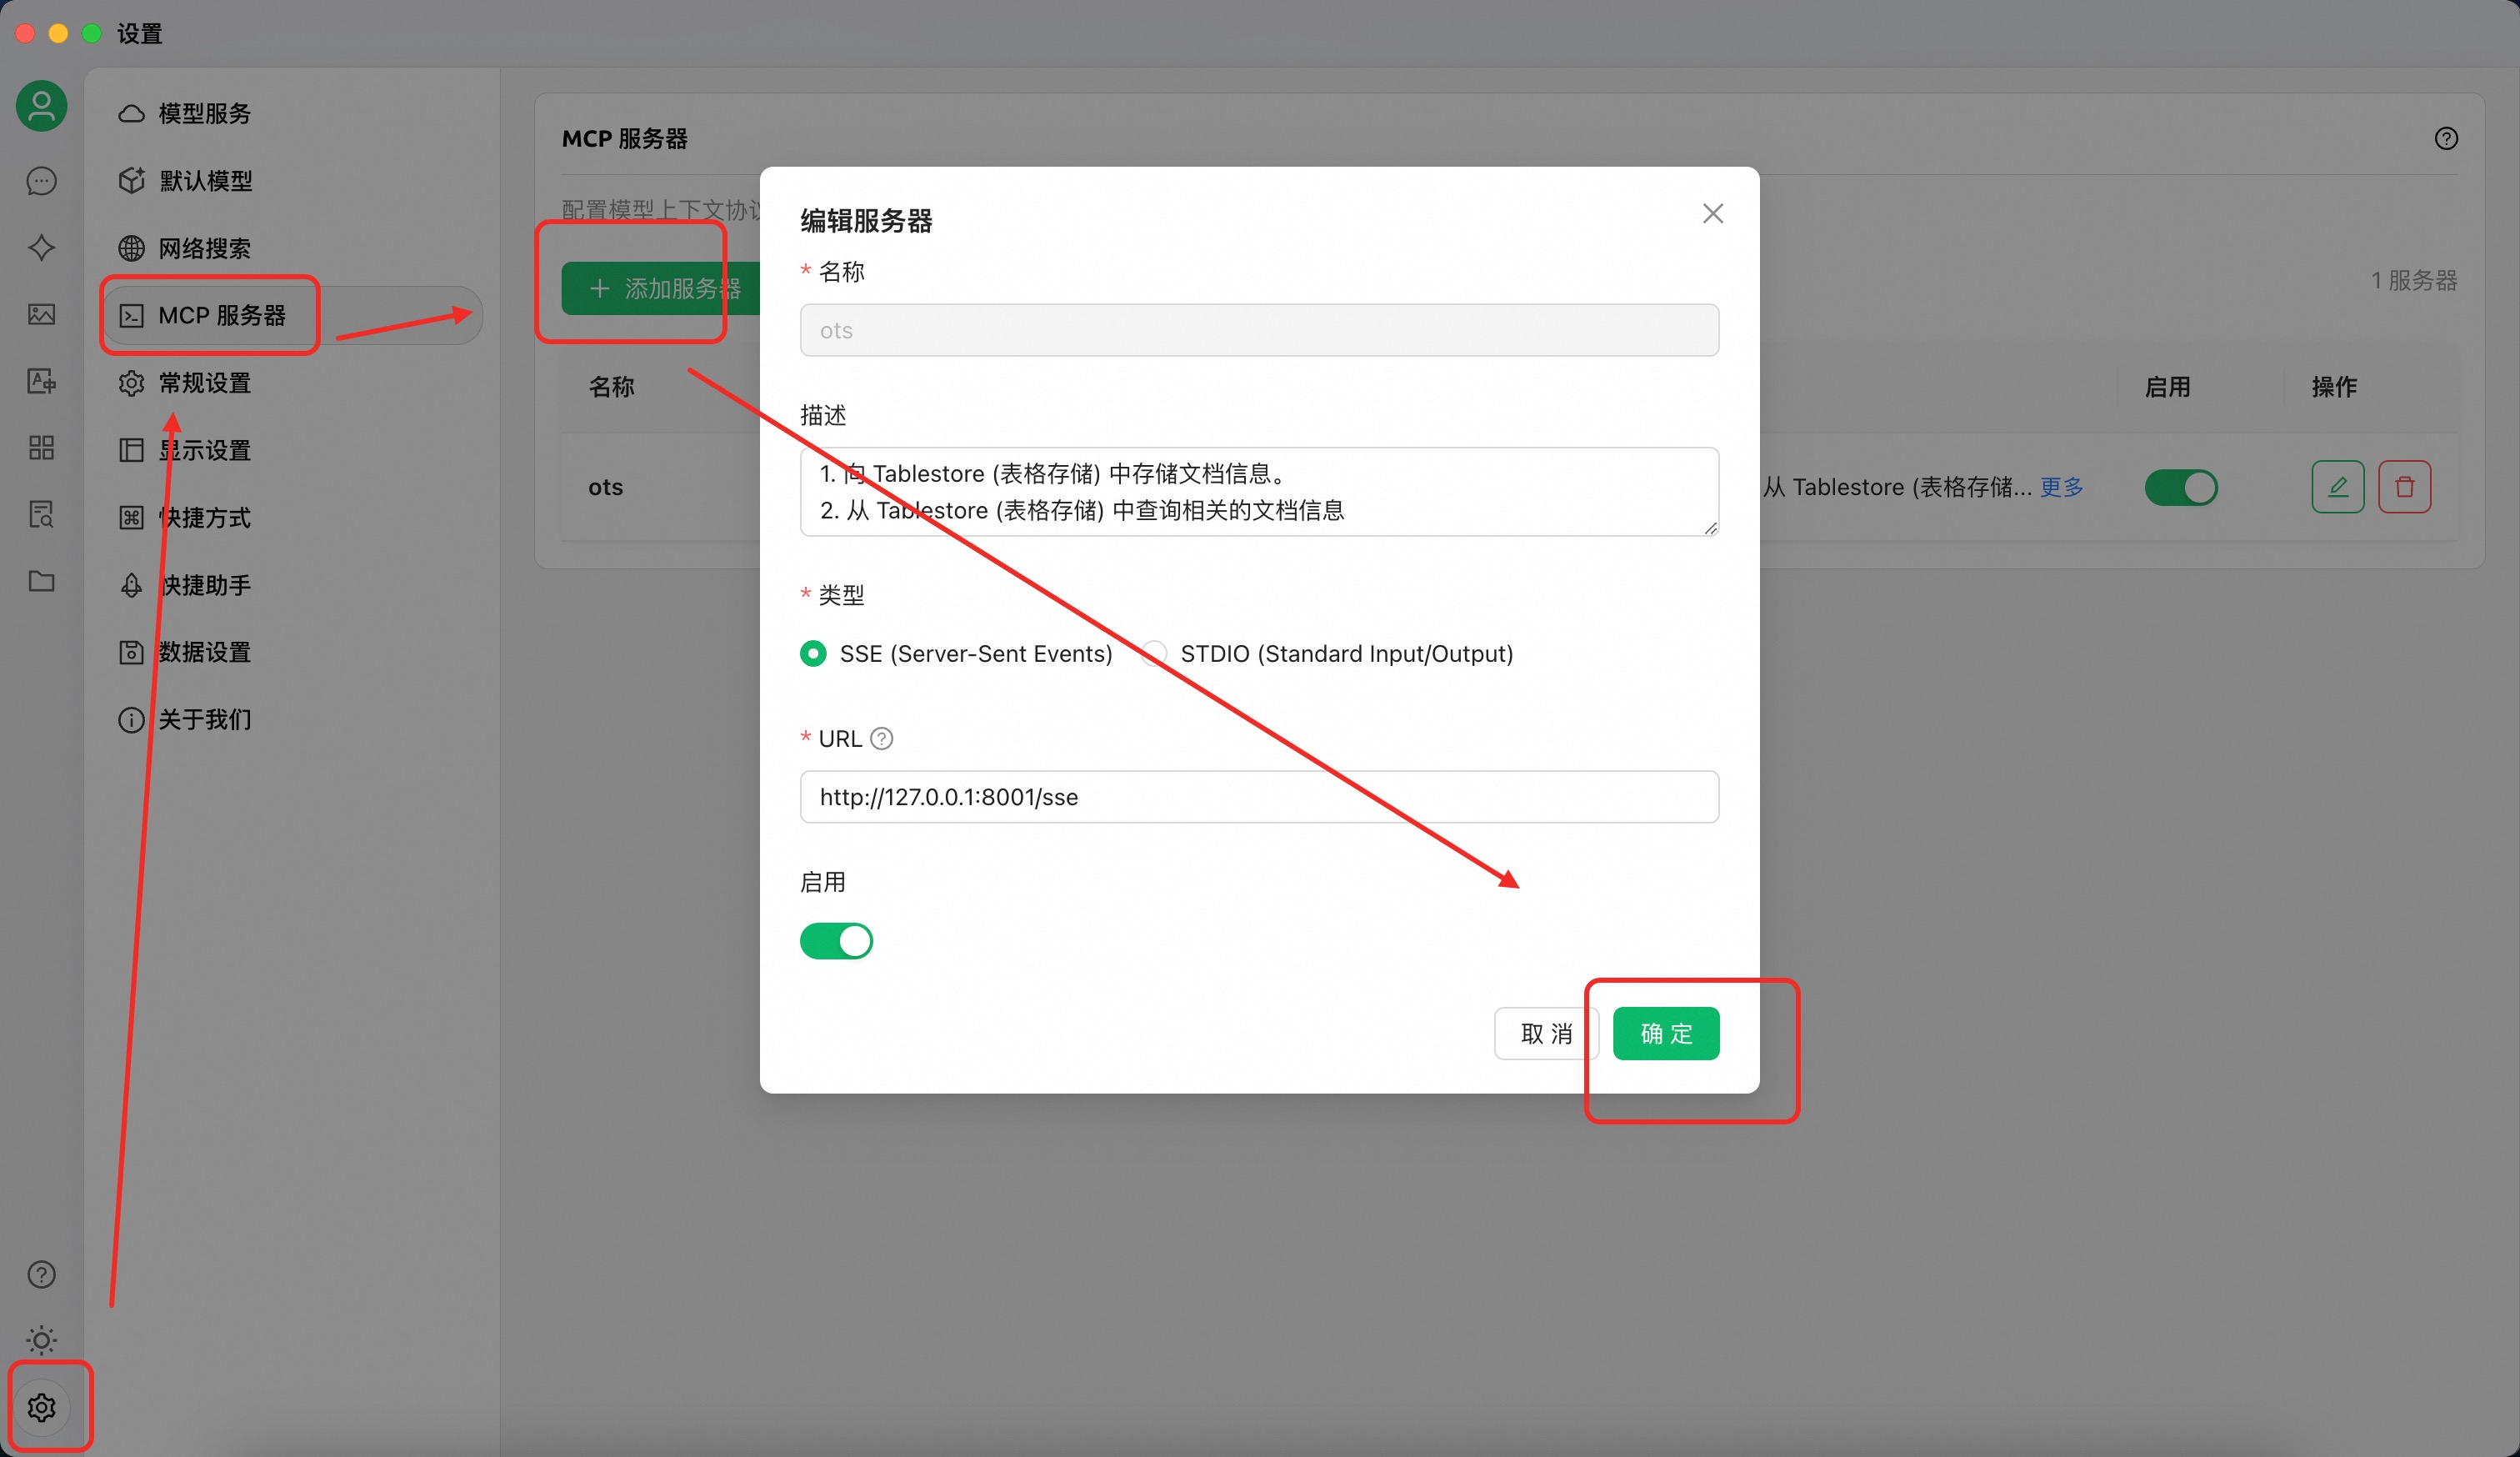 设置
模型服务
默认模型
网络搜索
MCP 服务器
常规设置
显示设置
快捷方式
快捷助手
数据设置
关于我们
MCP 服务器
配置模型上下文协议
添加服务器
1 服务器
名称
启用
操作
ots
从 Tablestore (表格存储... 更多
编辑服务器
* 名称
ots
描述
1. 向 Tablestore (表格存储) 中存储文档信息。
2. 从 Tablestore (表格存储) 中查询相关的文档信息
* 类型
SSE (Server-Sent Events)
STDIO (Standard Input/Output)
* URL
http://127.0.0.1:8001/sse
启用
取 消
确 定